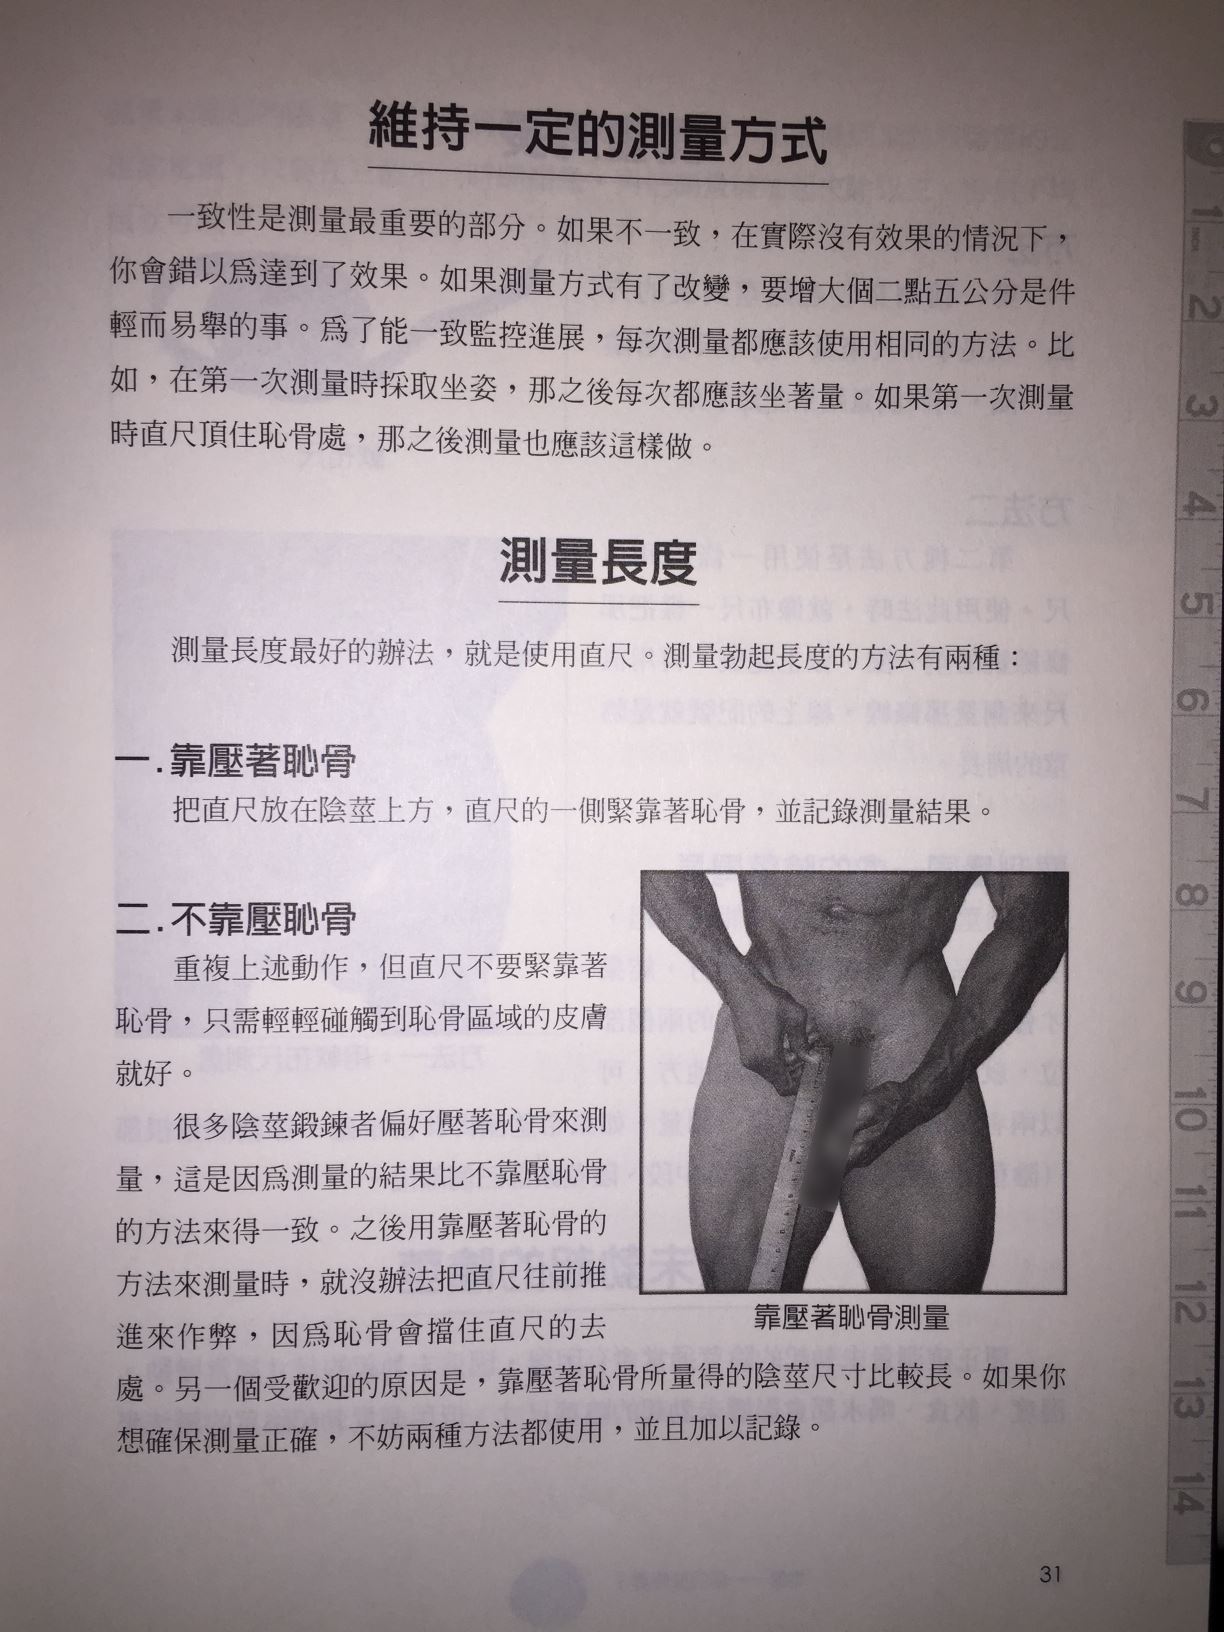 維持一定的測量方式
一致性是測量最重要的部分。如果不一致，在實際沒有效果的情況下，
你會錯以為達到了效果。如果測量方式有了改變，要增大個二點五公分是件
輕而易舉的事。為了能一致監控進展，每次測量都應該使用相同的方法。比
如，在第一次測量時採取坐姿，那之後每次都應該坐著量。如果第一次測量
時直尺頂住恥骨處，那之後測量也應該這樣做。
測量長度
測量長度最好的辦法，就是使用直尺。測量勃起長度的方法有兩種：
一.靠壓著恥骨
把直尺放在陰莖上方，直尺的一側緊靠著恥骨，並記錄測量結果。
二.不靠壓恥骨
重複上述動作，但直尺不要緊靠著
恥骨，只需輕輕碰觸到恥骨區域的皮膚
就好。
很多陰莖鍛鍊者偏好壓著恥骨來測
量，這是因為測量的結果比不靠壓恥骨
的方法來得一致。之後用靠壓著恥骨的
方法來測量時，就沒辦法把直尺往前推
進來作弊，因為恥骨會擋住直尺的去
處。另一個受歡迎的原因是，靠壓著恥骨所量得的陰莖尺寸比較長。如果你
想確保測量正確，不妨兩種方法都使用，並且加以記錄。
靠壓著恥骨測量
0
1
INCH
2
3
4
5
6
7
8
9
10
11
12
13
14
31